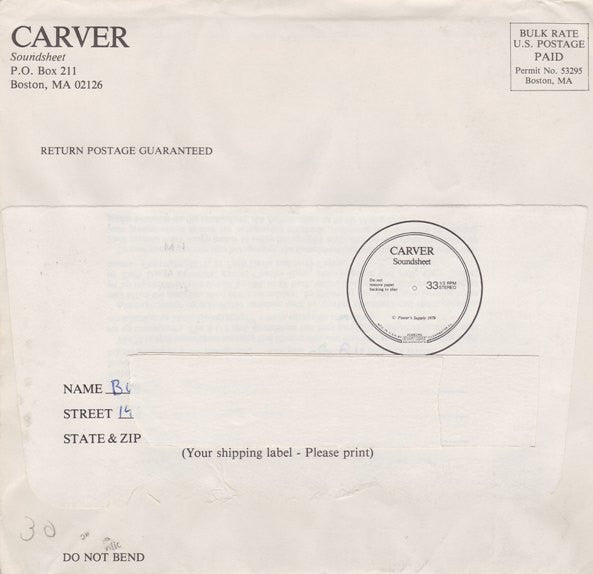 CARVER
Soundsheet
P.O. Box 211
Boston, MA 02126
BULK RATE
U.S. POSTAGE
PAID
Permit No. 53295
Boston, MA
RETURN POSTAGE GUARANTEED
CARVER
Soundsheet
Do not
remove paper
backing to play
33 1/3 RPM
STEREO
© Power's Supply 1979
NAME
STREET
STATE & ZIP
(Your shipping label - Please print)
30
DO NOT BEND